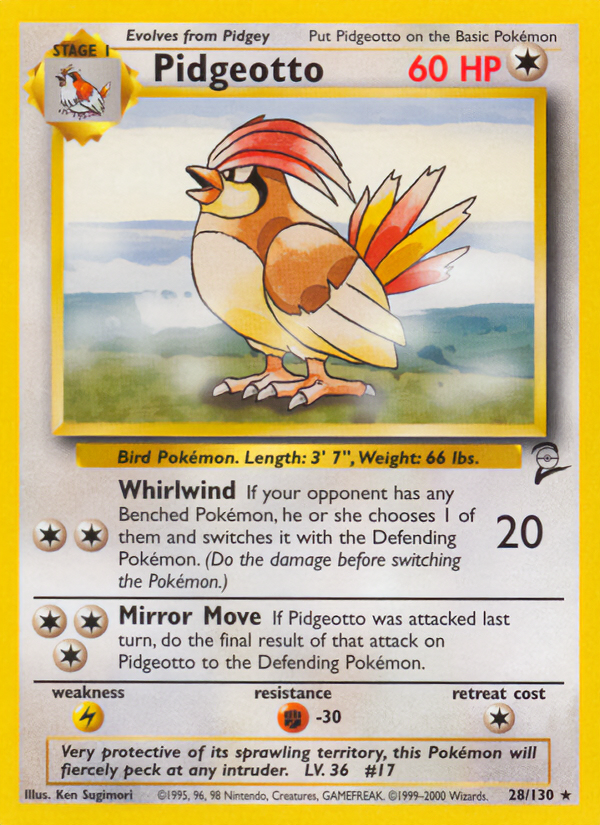 Evolves from Pidgey Put Pidgeotto on the Basic Pokémon
STAGE 1
Pidgeotto 60 HP
Bird Pokémon. Length: 3' 7", Weight: 66 lbs.
Whirlwind If your opponent has any
Benched Pokémon, he or she chooses 1 of
them and switches it with the Defending
Pokémon. (Do the damage before switching
the Pokémon.)
20
Mirror Move If Pidgeotto was attacked last
turn, do the final result of that attack on
Pidgeotto to the Defending Pokémon.
weakness resistance retreat cost
-30
Very protective of its sprawling territory, this Pokémon will
fiercely peck at any intruder. LV. 36 #17
Illus. Ken Sugimori ©1995, 96, 98 Nintendo, Creatures, GAMEFREAK. ©1999-2000 Wizards. 28/130 ★